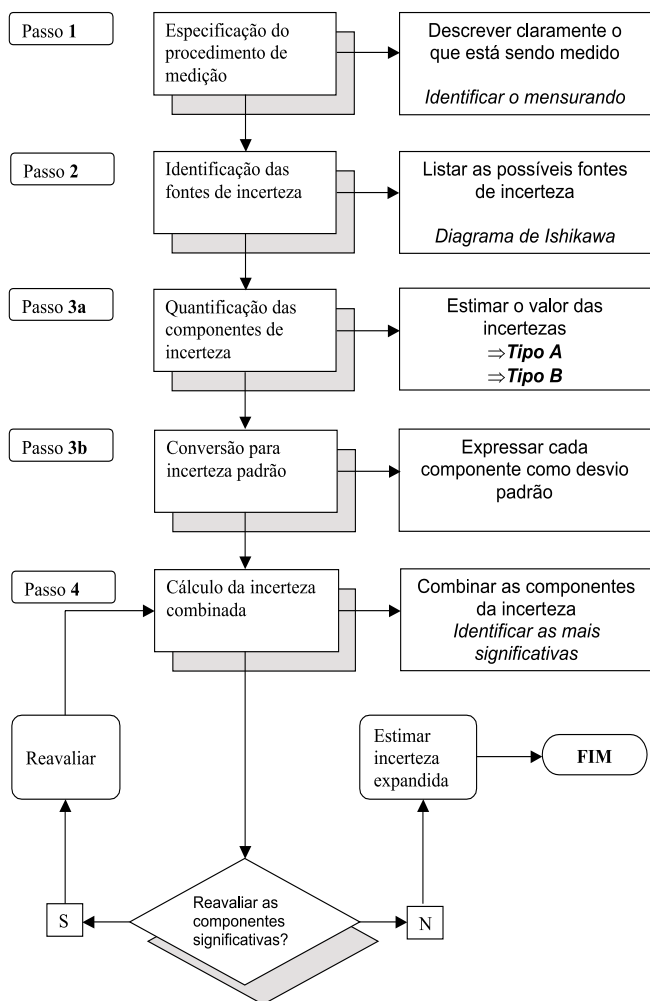 Passo 1
Especificação do
procedimento de
medição
Descrever claramente o
que está sendo medido
Identificar o mensurando
Passo 2
Identificação das
fontes de incerteza
Listar as possíveis fontes
de incerteza
Diagrama de Ishikawa
Passo 3a
Quantificação das
componentes de
incerteza
Estimar o valor das
incertezas
⇒Tipo A
⇒Tipo B
Passo 3b
Conversão para
incerteza padrão
Expressar cada
componente como desvio
padrão
Passo 4
Cálculo da incerteza
combinada
Combinar as componentes
da incerteza
Identificar as mais
significativas
Reavaliar
Estimar
incerteza
expandida
FIM
S
Reavaliar as
componentes
significativas?
N